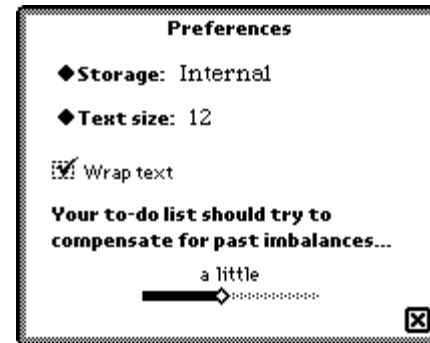 Preferences
◆Storage: Internal
◆Text size: 12
Wrap text
Your to-do list should try to
compensate for past imbalances...
a little